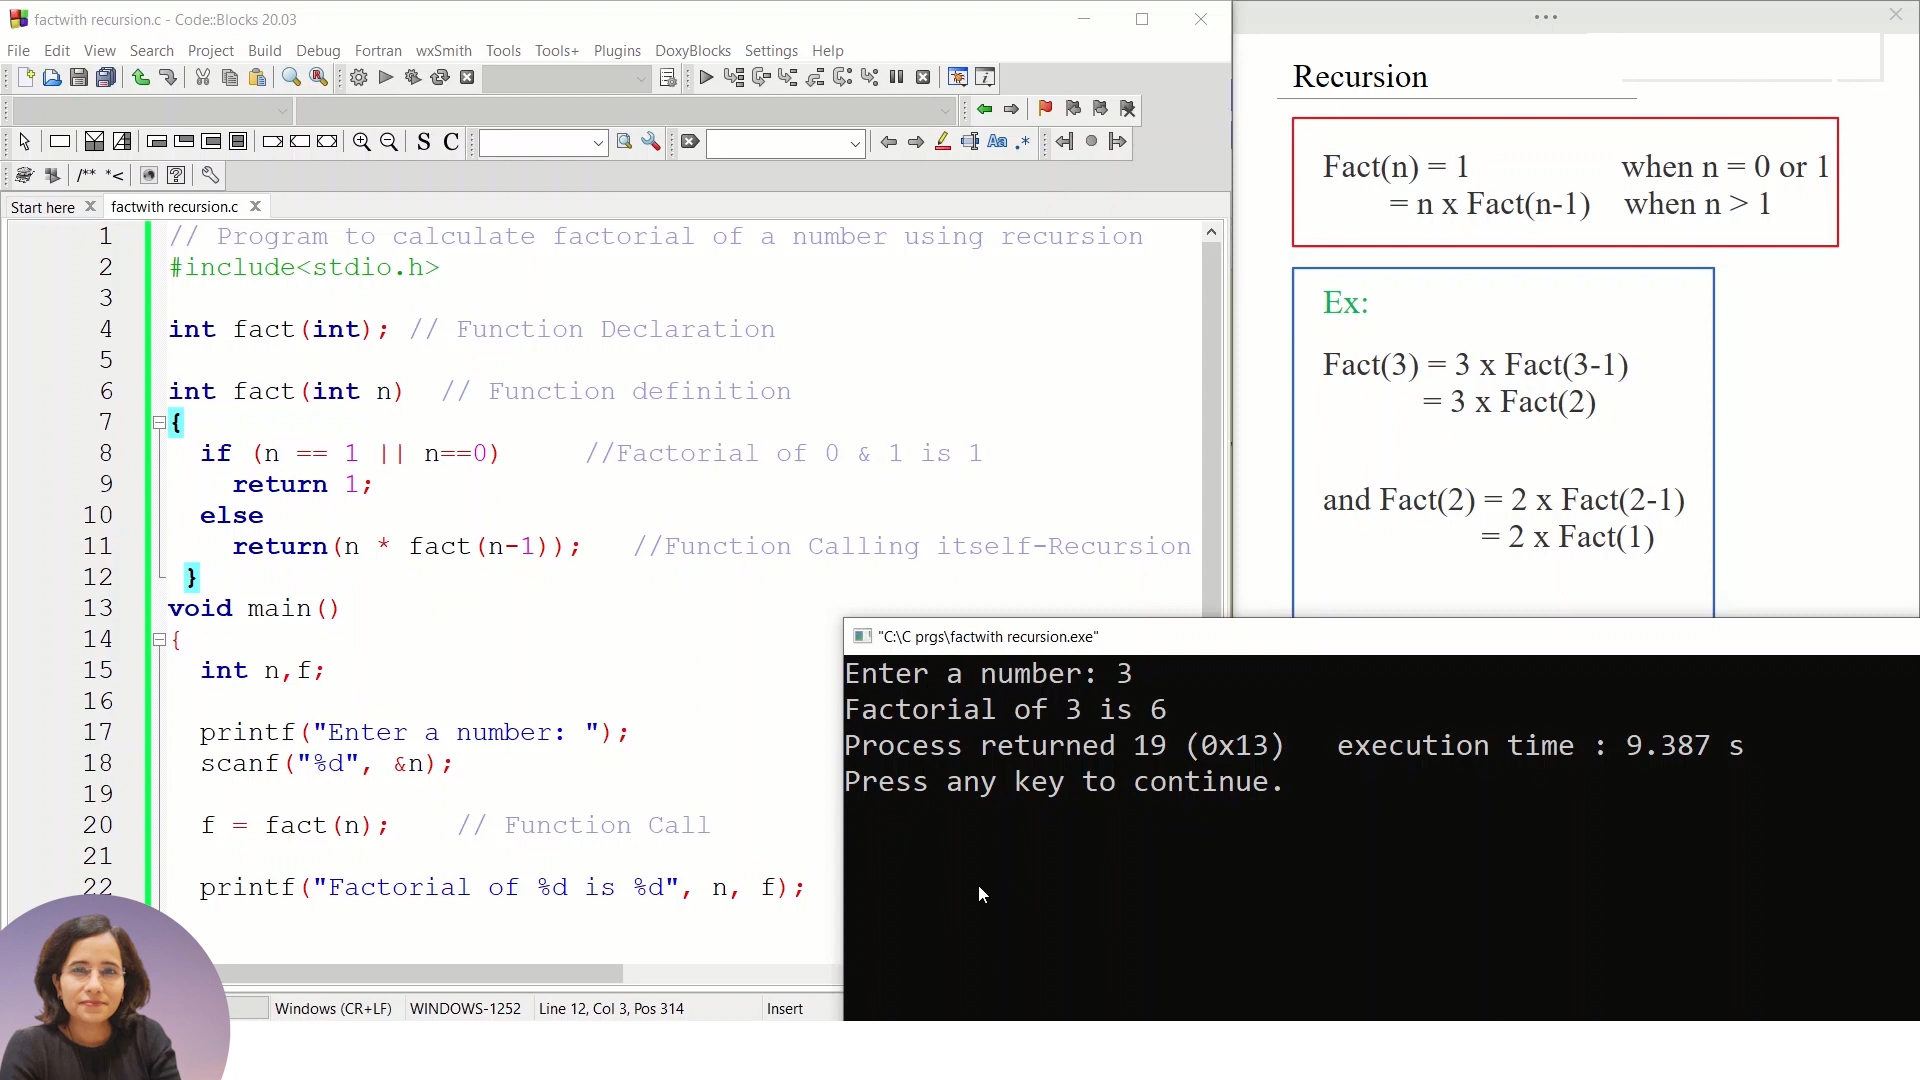 factwith recursion.c - Code::Blocks 20.03
File Edit View Search Project Build Debug Fortran wxSmith Tools Tools+ Plugins DoxyBlocks Settings Help
S C
Aa .*
/** *<
Start here factwith recursion.c
1 // Program to calculate factorial of a number using recursion
2 #include<stdio.h>
3
4 int fact(int); // Function Declaration
5
6 int fact(int n) // Function definition
7 {
8 if (n == 1 || n==0) //Factorial of 0 & 1 is 1
9 return 1;
10 else
11 return(n * fact(n-1)); //Function Calling itself-Recursion
12 }
13 void main()
14 {
15 int n,f;
16
17 printf("Enter a number: ");
18 scanf("%d", &n);
19
20 f = fact(n); // Function Call
21
22 printf("Factorial of %d is %d", n, f);
Windows (CR+LF) WINDOWS-1252 Line 12, Col 3, Pos 314 Insert
Recursion
Fact(n) = 1 when n = 0 or 1
= n x Fact(n-1) when n > 1
Ex:
Fact(3) = 3 x Fact(3-1)
= 3 x Fact(2)
and Fact(2) = 2 x Fact(2-1)
= 2 x Fact(1)
"C:\C prgs\factwith recursion.exe"
Enter a number: 3
Factorial of 3 is 6
Process returned 19 (0x13) execution time : 9.387 s
Press any key to continue.